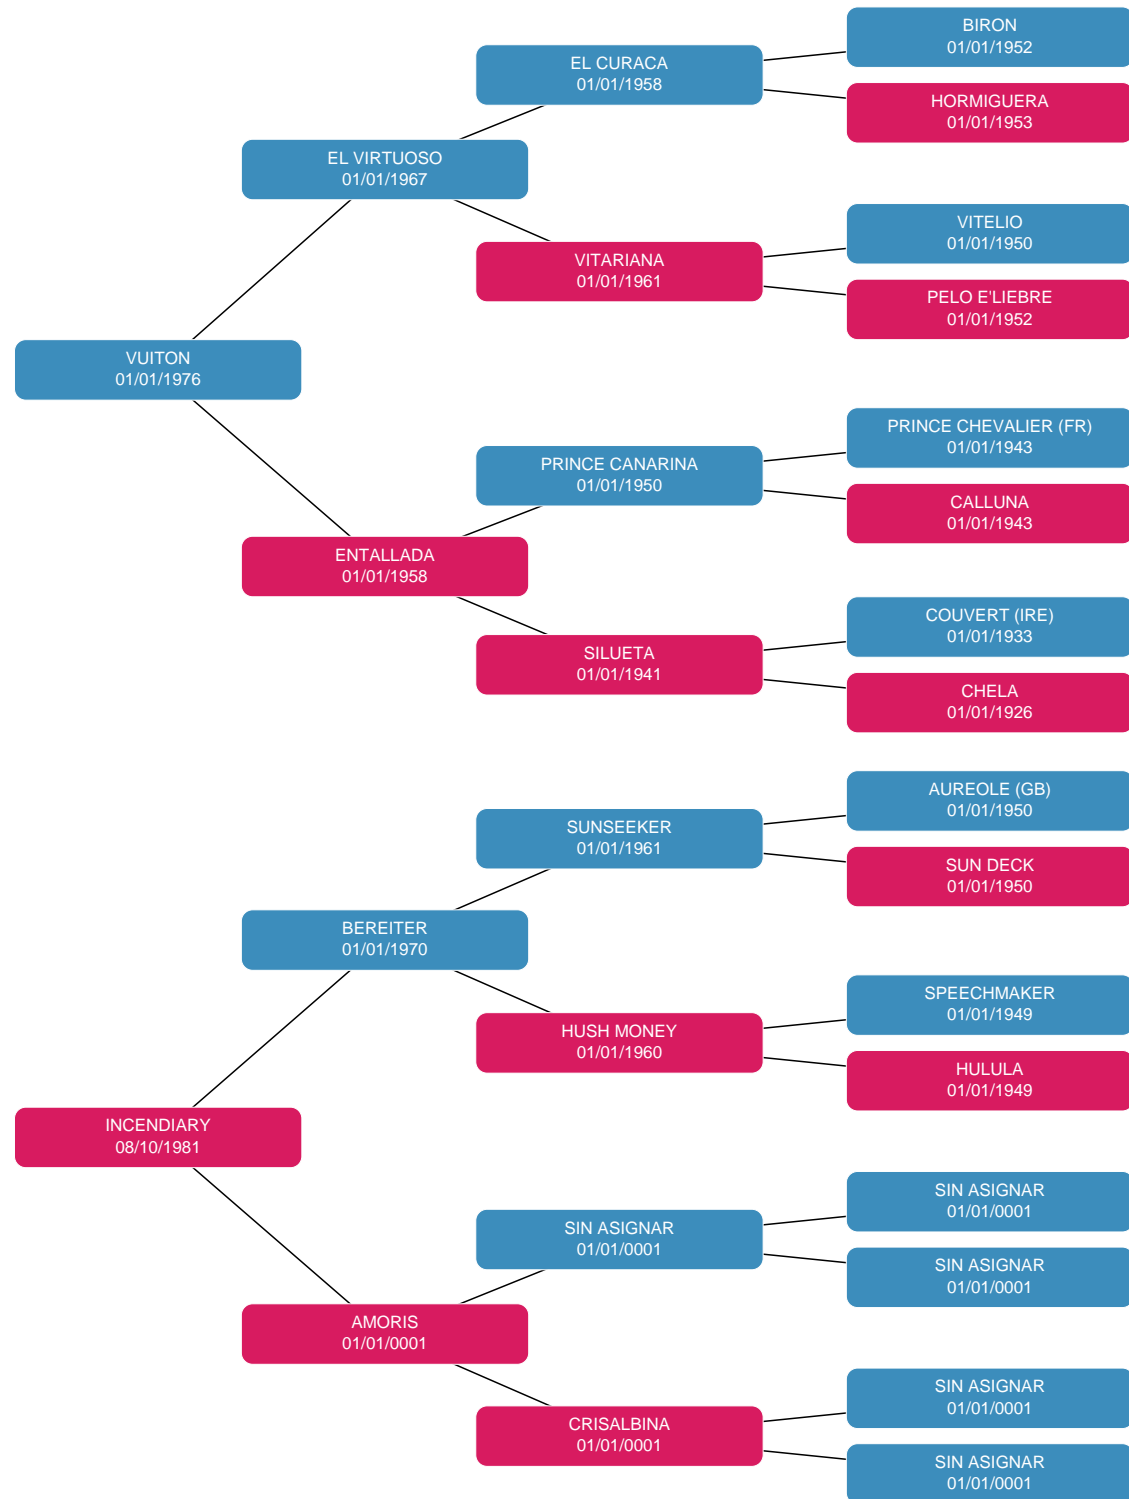 BIRON
01/01/1952
EL CURACA
01/01/1958
HORMIGUERA
01/01/1953
EL VIRTUOSO
01/01/1967
VITELIO
01/01/1950
VITARIANA
01/01/1961
PELO E'LIEBRE
01/01/1952
VUITON
01/01/1976
PRINCE CHEVALIER (FR)
01/01/1943
PRINCE CANARINA
01/01/1950
CALLUNA
01/01/1943
ENTALLADA
01/01/1958
COUVERT (IRE)
01/01/1933
SILUETA
01/01/1941
CHELA
01/01/1926
AUREOLE (GB)
01/01/1950
SUNSEEKER
01/01/1961
SUN DECK
01/01/1950
BEREITER
01/01/1970
SPEECHMAKER
01/01/1949
HUSH MONEY
01/01/1960
HULULA
01/01/1949
INCENDIARY
08/10/1981
SIN ASIGNAR
01/01/0001
SIN ASIGNAR
01/01/0001
SIN ASIGNAR
01/01/0001
AMORIS
01/01/0001
SIN ASIGNAR
01/01/0001
CRISALBINA
01/01/0001
SIN ASIGNAR
01/01/0001